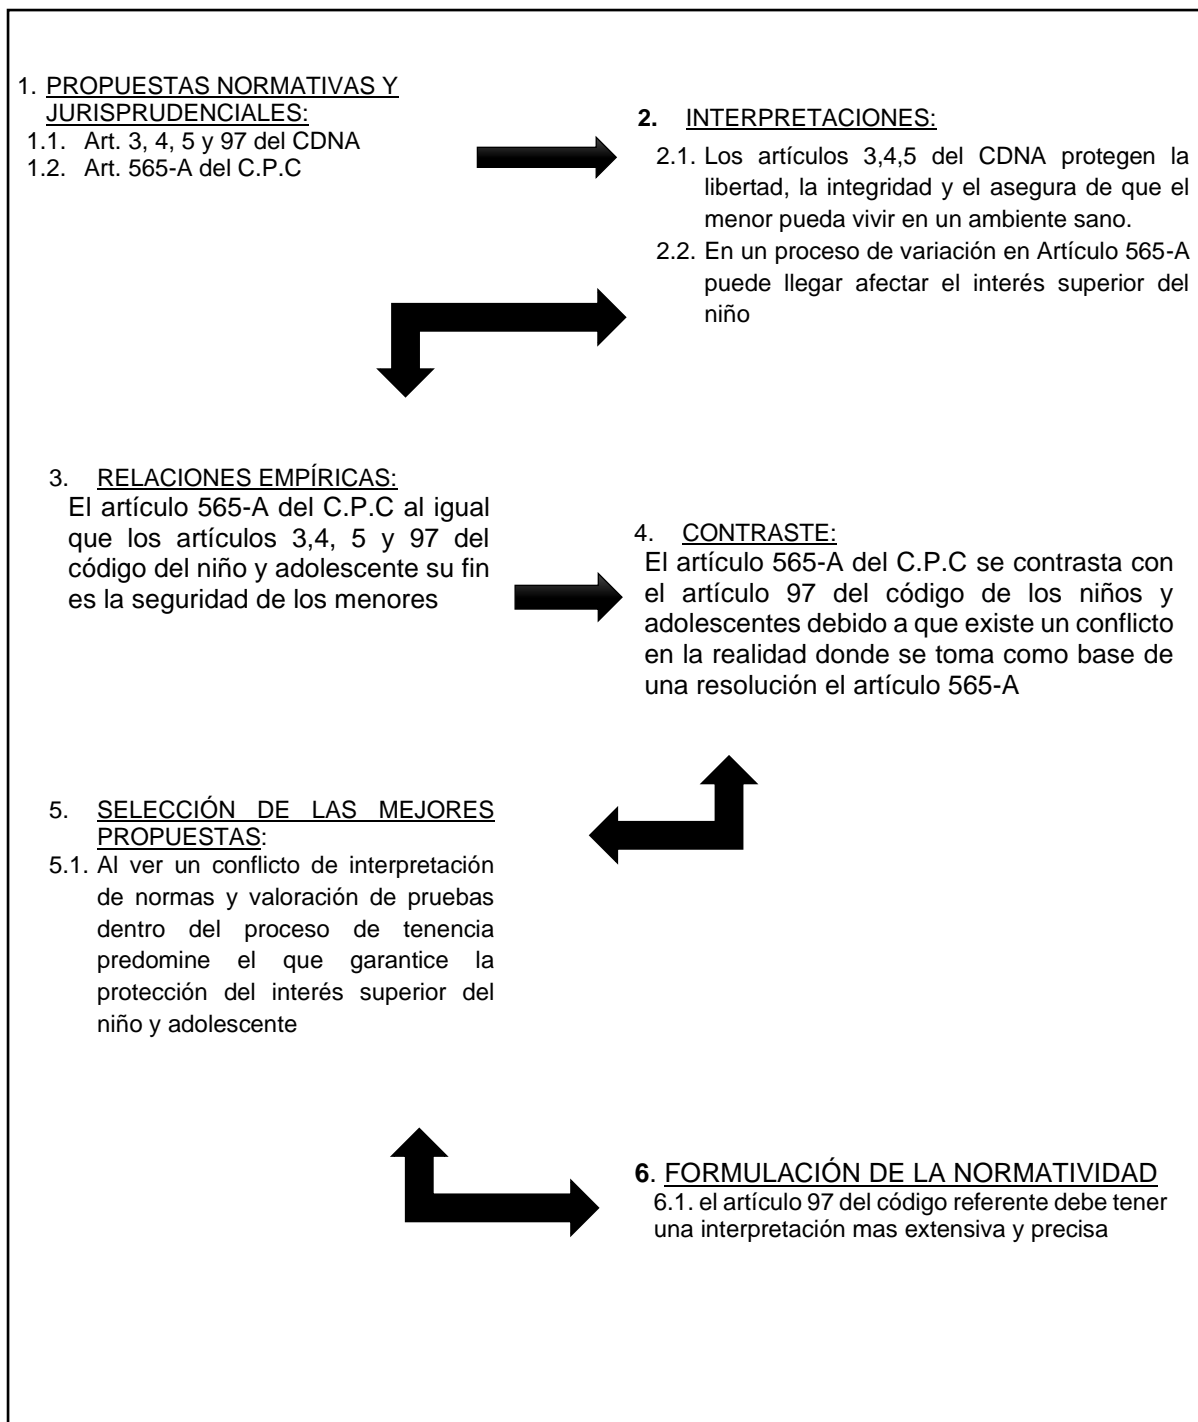 1. PROPUESTAS NORMATIVAS Y
JURISPRUDENCIALES:
1.1. Art. 3, 4, 5 y 97 del CDNA
1.2. Art. 565-A del C.P.C
2. INTERPRETACIONES:
2.1. Los artículos 3,4,5 del CDNA protegen la
libertad, la integridad y el asegura de que el
menor pueda vivir en un ambiente sano.
2.2. En un proceso de variación en Artículo 565-A
puede llegar afectar el interés superior del
niño
3. RELACIONES EMPÍRICAS:
El artículo 565-A del C.P.C al igual
que los artículos 3,4, 5 y 97 del
código del niño y adolescente su fin
es la seguridad de los menores
4. CONTRASTE:
El artículo 565-A del C.P.C se contrasta con
el artículo 97 del código de los niños y
adolescentes debido a que existe un conflicto
en la realidad donde se toma como base de
una resolución el artículo 565-A
5. SELECCIÓN DE LAS MEJORES
PROPUESTAS:
5.1. Al ver un conflicto de interpretación
de normas y valoración de pruebas
dentro del proceso de tenencia
predomine el que garantice la
protección del interés superior del
niño y adolescente
6. FORMULACIÓN DE LA NORMATIVIDAD
6.1. el artículo 97 del código referente debe tener
una interpretación mas extensiva y precisa